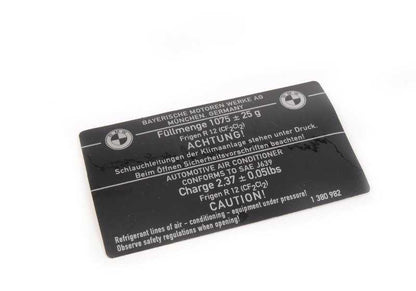 BAYERISCHE MOTOREN WERKE AG
MÜNCHEN, GERMANY
Füllmenge 1075 ± 25 g
Frigen R 12 (CF2Cl2)
ACHTUNG!
Schlauchleitungen der Klimaanlage stehen unter Druck.
Beim Öffnen Sicherheitsvorschriften beachten!
AUTOMOTIVE AIR CONDITIONER
CONFORMS TO SAE J639
Charge 2,37 ± 0.05lbs
Frigen R 12 (CF2Cl2)
CAUTION!
Refrigerant lines of air - conditioning - equipment under pressure!
Observe safety regulations when opening!
1 380 982